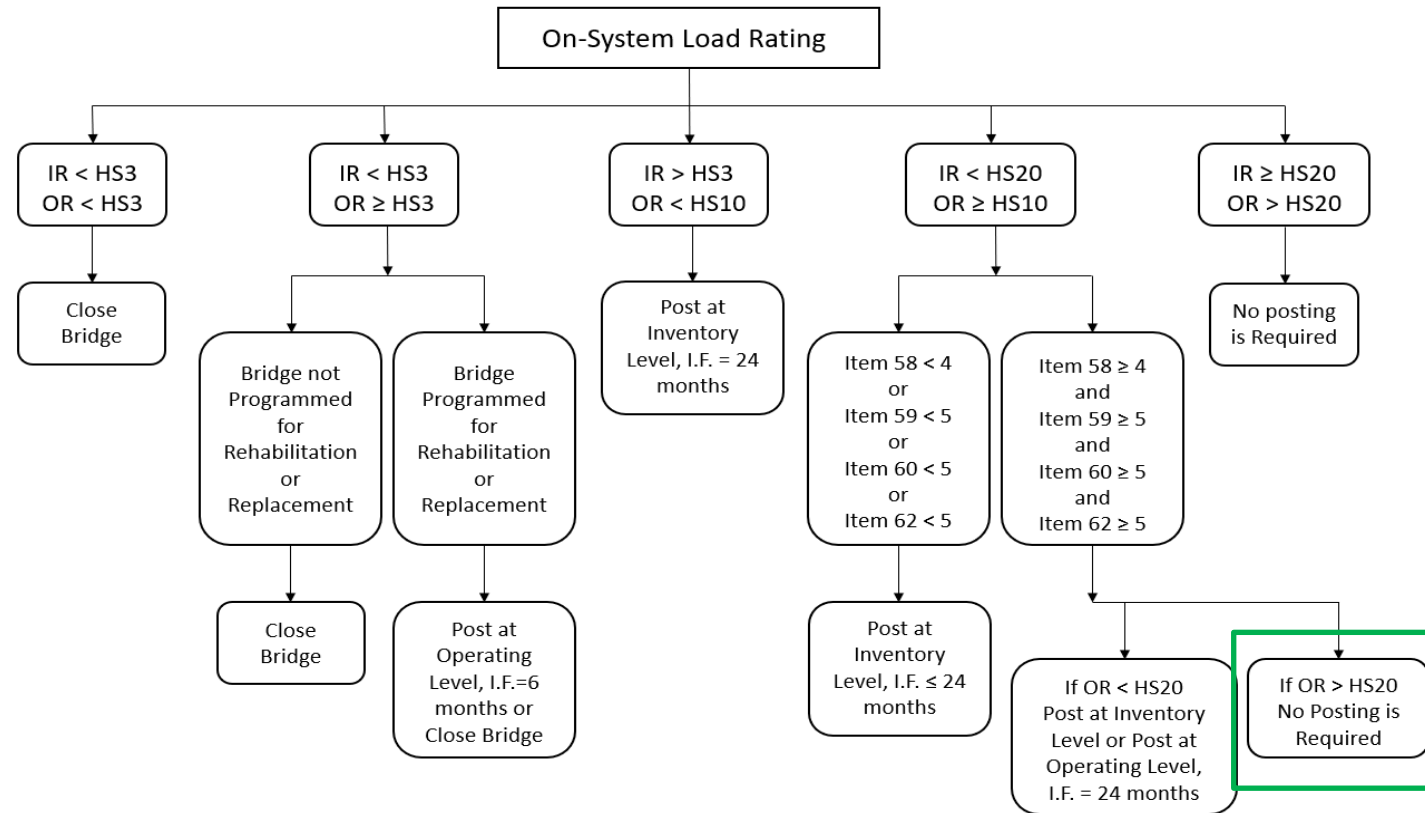 On-System Load Rating
IR < HS3
OR < HS3
IR < HS3
OR ≥ HS3
IR > HS3
OR < HS10
IR < HS20
OR ≥ HS10
IR ≥ HS20
OR > HS20
Close
Bridge
Bridge not
Programmed
for
Rehabilitation
or
Replacement
Bridge
Programmed
for
Rehabilitation
or
Replacement
Post at
Inventory
Level, I.F. = 24
months
Item 58 < 4
or
Item 59 < 5
or
Item 60 < 5
or
Item 62 < 5
Item 58 ≥ 4
and
Item 59 ≥ 5
and
Item 60 ≥ 5
and
Item 62 ≥ 5
No posting
is Required
Close
Bridge
Post at
Operating
Level, I.F.=6
months or
Close Bridge
Post at
Inventory
Level, I.F. ≤ 24
months
If OR < HS20
Post at Inventory
Level or Post at
Operating Level,
I.F. = 24 months
If OR > HS20
No Posting is
Required